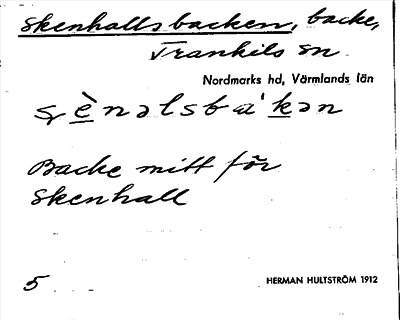 Skenhallsbacken, backe,
Trankils sn
Nordmarks hd, Värmlands län
Backe mitt för
Skenhall
5
HERMAN HULTSTRÖM 1912